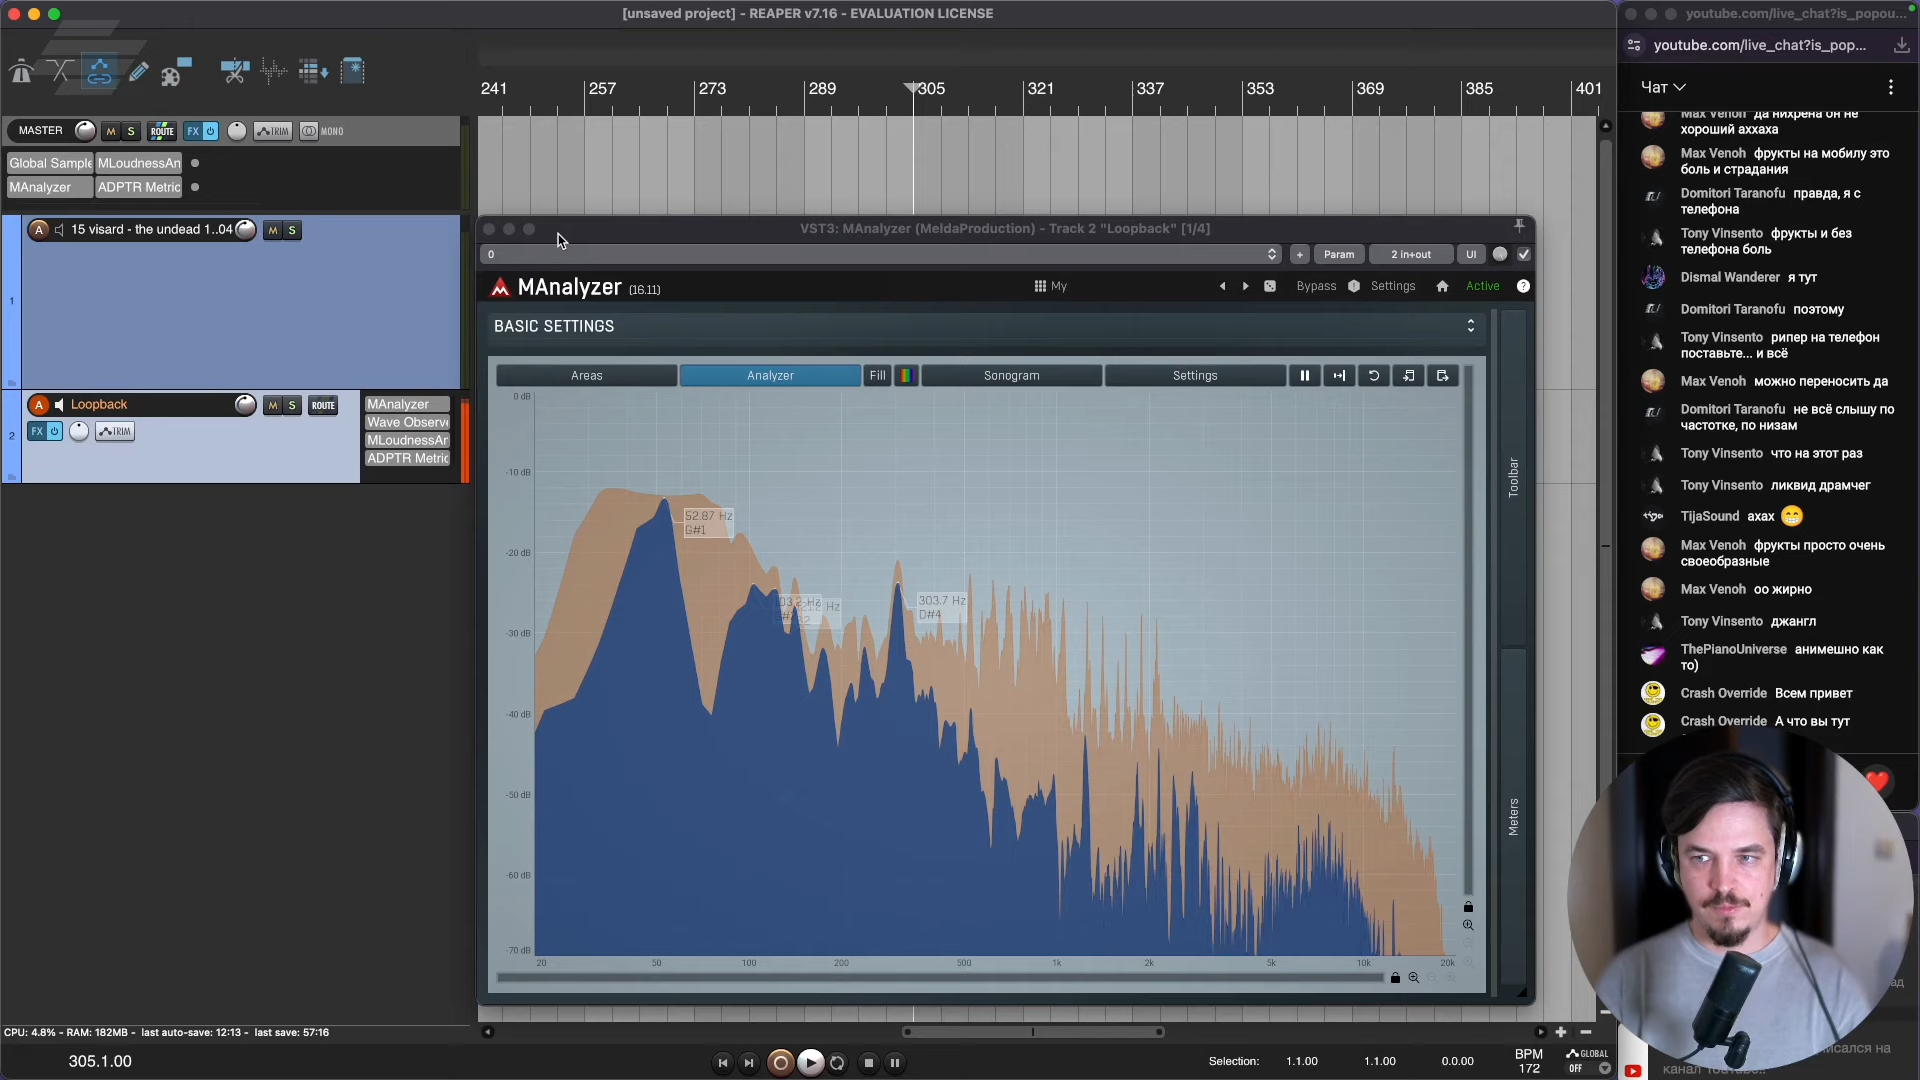 [unsaved project] - REAPER v7.16 - EVALUATION LICENSE
youtube.com/live_chat?is_popou...
youtube.com/live_chat?is_pop...
241 257 273 289 305 321 337 353 369 385 401
Чат
MASTER M S ROUTE FX TRIM MONO
Global Sample MLoudnessAn
MAnalyzer ADPTR Metric
A 15 visard - the undead 1..04 M S
1
A Loopback M S ROUTE
FX TRIM
2
MAnalyzer
Wave Observe
MLoudnessAn
ADPTR Metric
VST3: MAnalyzer (MeldaProduction) - Track 2 "Loopback" [1/4]
0 + Param 2 in+out UI
MAnalyzer (16.11) My Bypass Settings Active ?
BASIC SETTINGS
Areas Analyzer Fill Sonogram Settings
0 dB
-10 dB
-20 dB
-30 dB
-40 dB
-50 dB
-60 dB
-70 dB
52.87 Hz
G#1
303.7 Hz
D#4
20 50 100 200 500 1k 2k 5k 10k 20k
Toolbar
Meters
Max Venoh да нихрена он не
хороший аххаха
Max Venoh фрукты на мобилу это
боль и страдания
Domitori Taranofu правда, я с
телефона
Tony Vinsento фрукты и без
телефона боль
Dismal Wanderer я тут
Domitori Taranofu поэтому
Tony Vinsento рипер на телефон
поставьте... и всё
Max Venoh можно переносить да
Domitori Taranofu не всё слышу по
частотке, по низам
Tony Vinsento что на этот раз
Tony Vinsento ликвид драмчег
TijaSound ахах 😁
Max Venoh фрукты просто очень
своеобразные
Max Venoh оо жирно
Tony Vinsento джангл
ThePianoUniverse анимешно как
то)
Crash Override Всем привет
Crash Override А что вы тут
CPU: 4.8% - RAM: 182MB - last auto-save: 12:13 - last save: 57:16
305.1.00
Selection: 1.1.00 1.1.00 0.0.00
BPM
172
GLOBAL
OFF